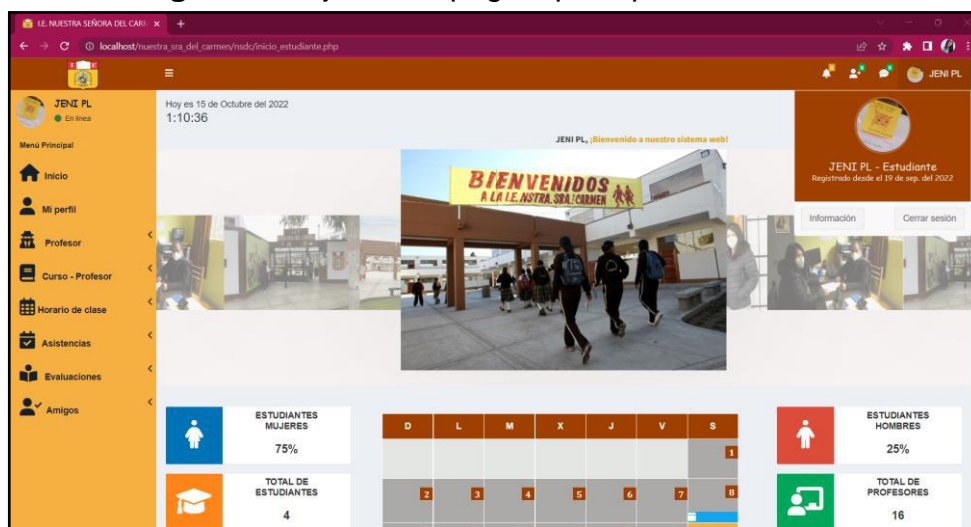 I.E. NUESTRA SEÑORA DEL CARM
localhost/nuestra_sra_del_carmen/nsdc/inicio_estudiante.php
JENI PL
JENI PL
En línea
Menú Principal
Inicio
Mi perfil
Profesor
Curso - Profesor
Horario de clase
Asistencias
Evaluaciones
Amigos
Hoy es 15 de Octubre del 2022
1:10:36
JENI PL, ¡Bienvenido a nuestro sistema web!
BIENVENIDOS
A LA I.E. NSTRA. SRA. CARMEN
JENI PL - Estudiante
Registrado desde el 19 de sep. del 2022
Información
Cerrar sesión
ESTUDIANTES
MUJERES
75%
TOTAL DE
ESTUDIANTES
4
D L M X J V S
1
2 3 4 5 6 7 8
ESTUDIANTES
HOMBRES
25%
TOTAL DE
PROFESORES
16